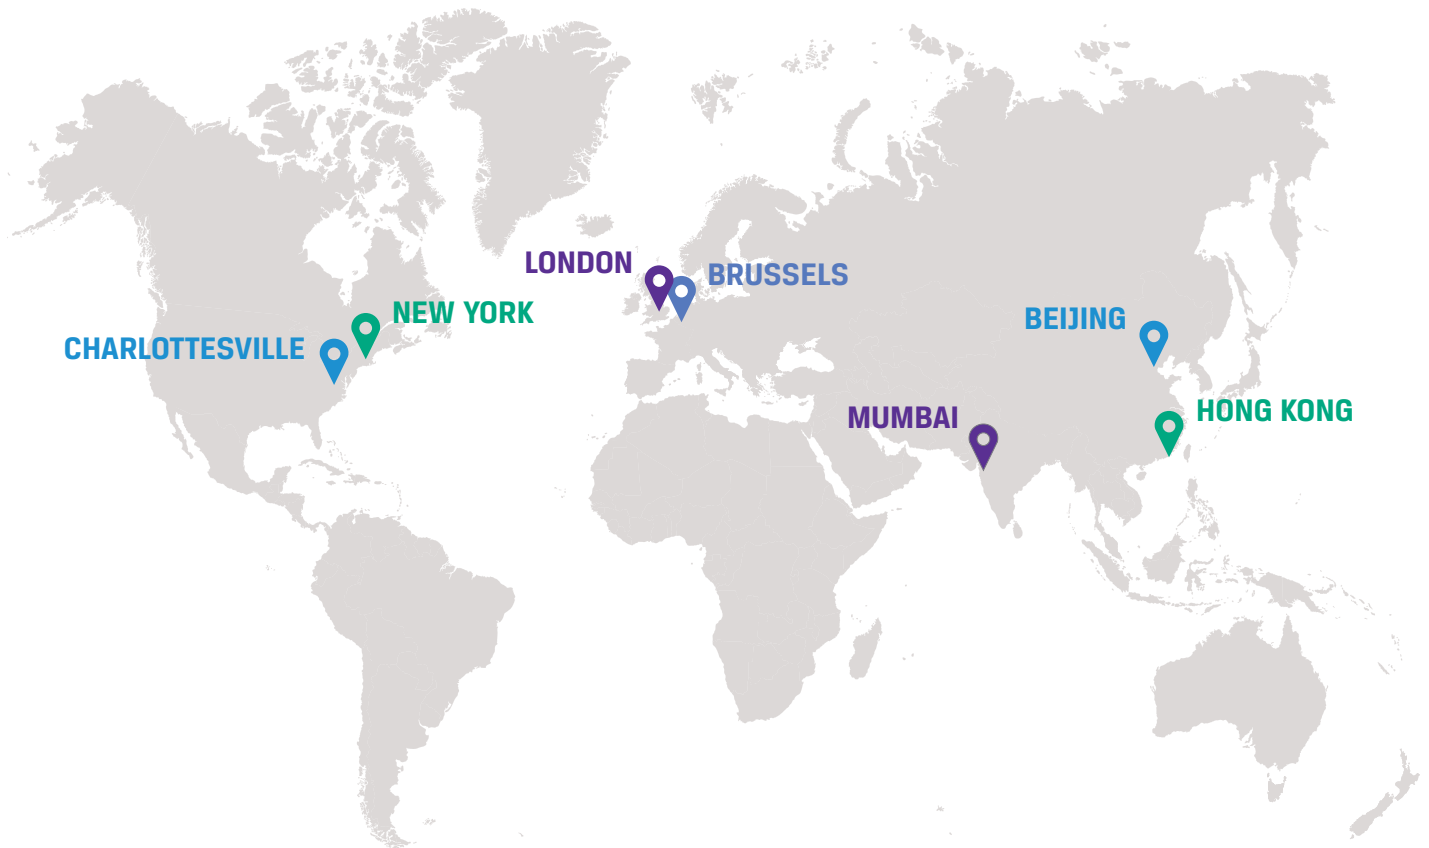 LONDON
BRUSSELS
NEW YORK
CHARLOTTESVILLE
BEIJING
HONG KONG
MUMBAI